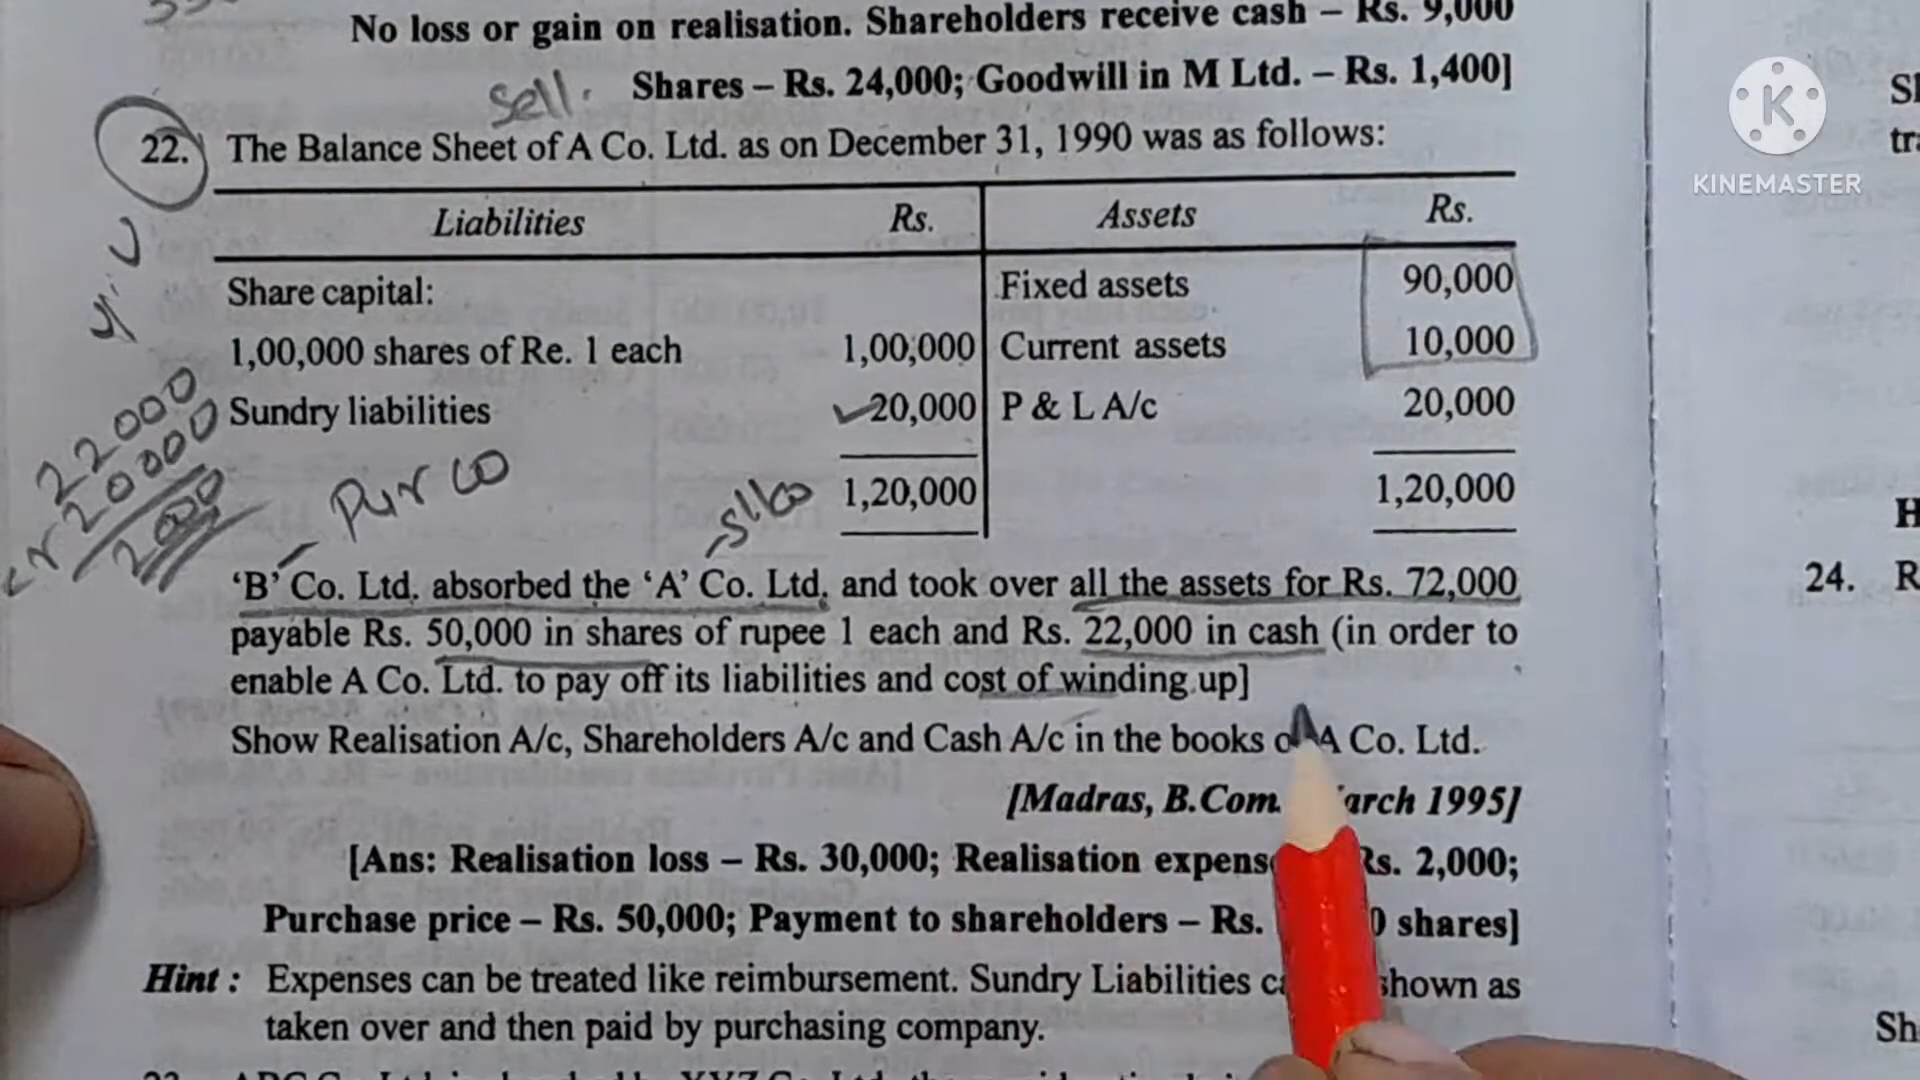 No loss or gain on realisation. Shareholders receive cash – Rs. 9,000
Shares – Rs. 24,000; Goodwill in M Ltd. – Rs. 1,400]
Sell.
22. The Balance Sheet of A Co. Ltd. as on December 31, 1990 was as follows:
KINEMASTER
Liabilities Rs. Assets Rs.
Share capital: Fixed assets 90,000
1,00,000 shares of Re. 1 each 1,00,000 Current assets 10,000
Sundry liabilities 20,000 P & L A/c 20,000
1,20,000 1,20,000
22000
20000
2000
Pur co
'B' Co. Ltd. absorbed the 'A' Co. Ltd. and took over all the assets for Rs. 72,000
payable Rs. 50,000 in shares of rupee 1 each and Rs. 22,000 in cash (in order to
enable A Co. Ltd. to pay off its liabilities and cost of winding up]
Show Realisation A/c, Shareholders A/c and Cash A/c in the books A Co. Ltd.
[Madras, B.Com. 1995]
[Ans: Realisation loss – Rs. 30,000; Realisation Rs. 2,000;
Purchase price – Rs. 50,000; Payment to shareholders – Rs. shares]
Hint : Expenses can be treated like reimbursement. Sundry Liabilities shown as
taken over and then paid by purchasing company.
24. R